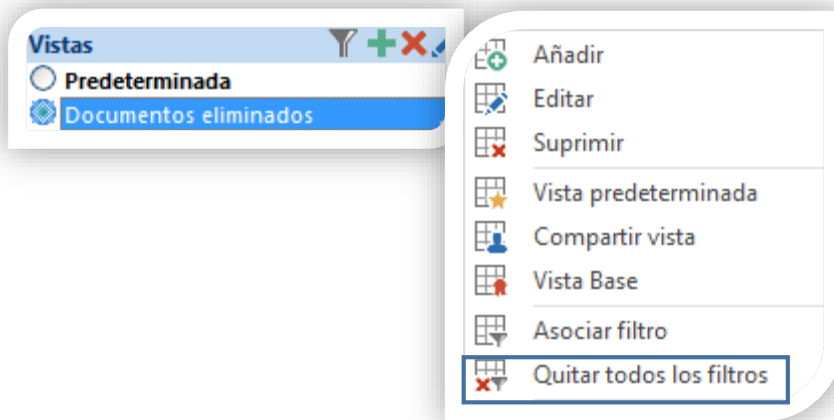 Vistas
Predeterminada
Documentos eliminados
Añadir
Editar
Suprimir
Vista predeterminada
Compartir vista
Vista Base
Asociar filtro
Quitar todos los filtros